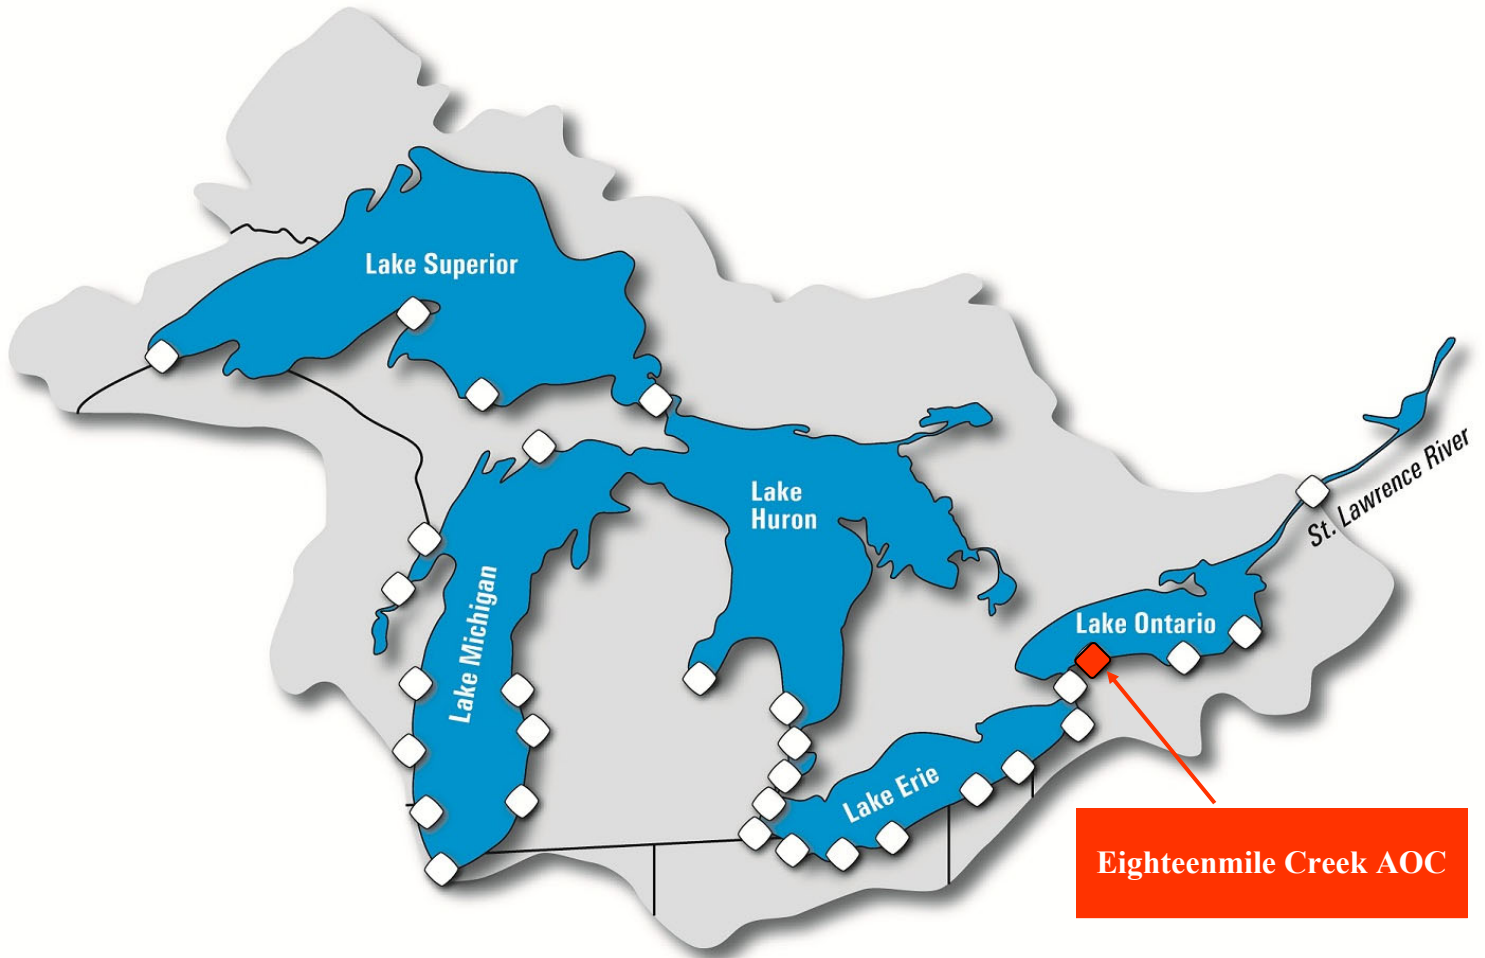 Lake Superior
Lake
Huron
St. Lawrence River
Lake Michigan
Lake Ontario
Lake Erie
Eighteenmile Creek AOC